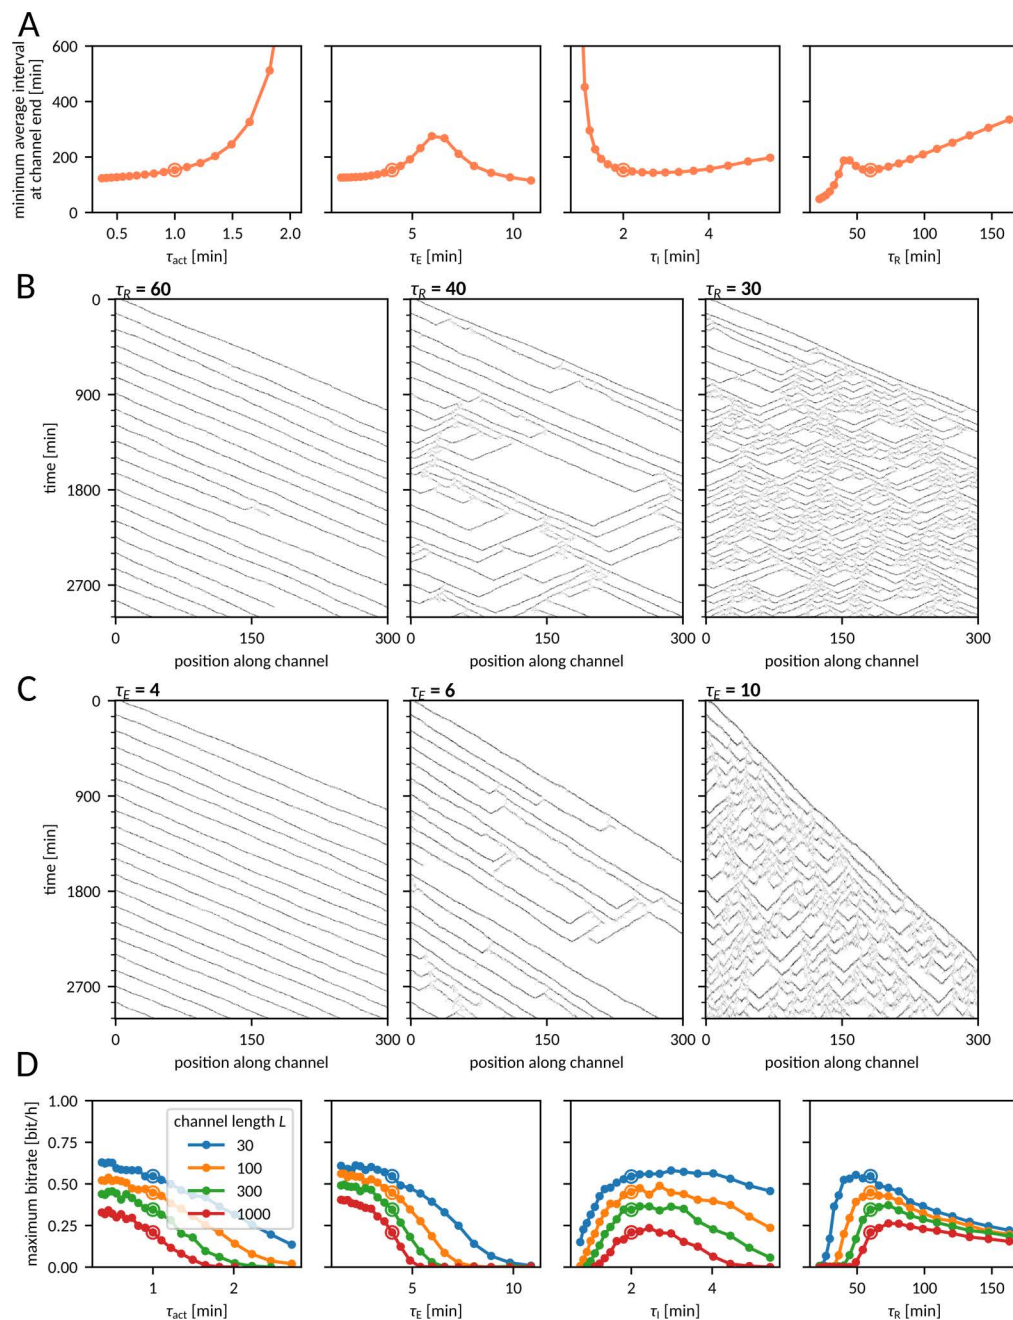 A
minimum average interval
at channel end [min]
600
400
200
0
0.5 1.0 1.5 2.0
τact [min]
5 10
τE [min]
2 4
τI [min]
50 100 150
τR [min]
B
τR = 60
τR = 40
τR = 30
time [min]
0
900
1800
2700
0 150 300
0 150 300
0 150 300
position along channel
position along channel
position along channel
C
τE = 4
τE = 6
τE = 10
time [min]
0
900
1800
2700
0 150 300
0 150 300
0 150 300
position along channel
position along channel
position along channel
D
maximum bitrate [bit/h]
1.00
0.75
0.50
0.25
0.00
channel length L
30
100
300
1000
1 2
τact [min]
5 10
τE [min]
2 4
τI [min]
50 100 150
τR [min]